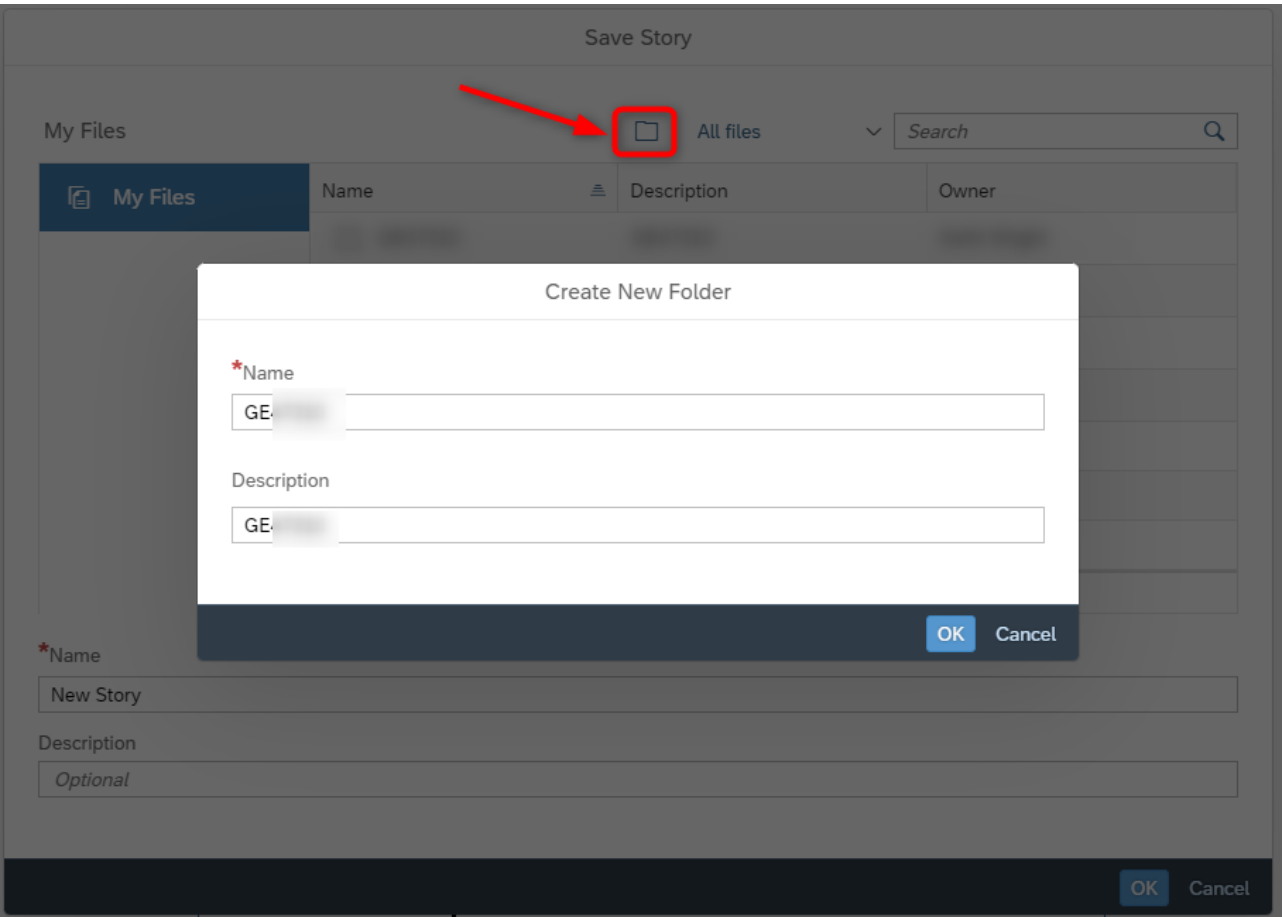 Save Story
My Files
All files
Search
My Files
Name
Description
Owner
Create New Folder
*Name
GE
Description
GE
OK Cancel
*Name
New Story
Description
Optional
OK Cancel